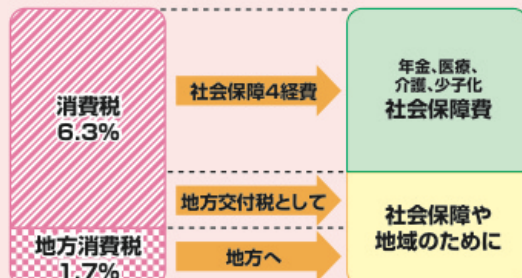 消費税
6.3%
地方消費税
1.7%
社会保障4経費
地方交付税として
地方へ
年金、医療、
介護、少子化
社会保障費
社会保障や
地域のために